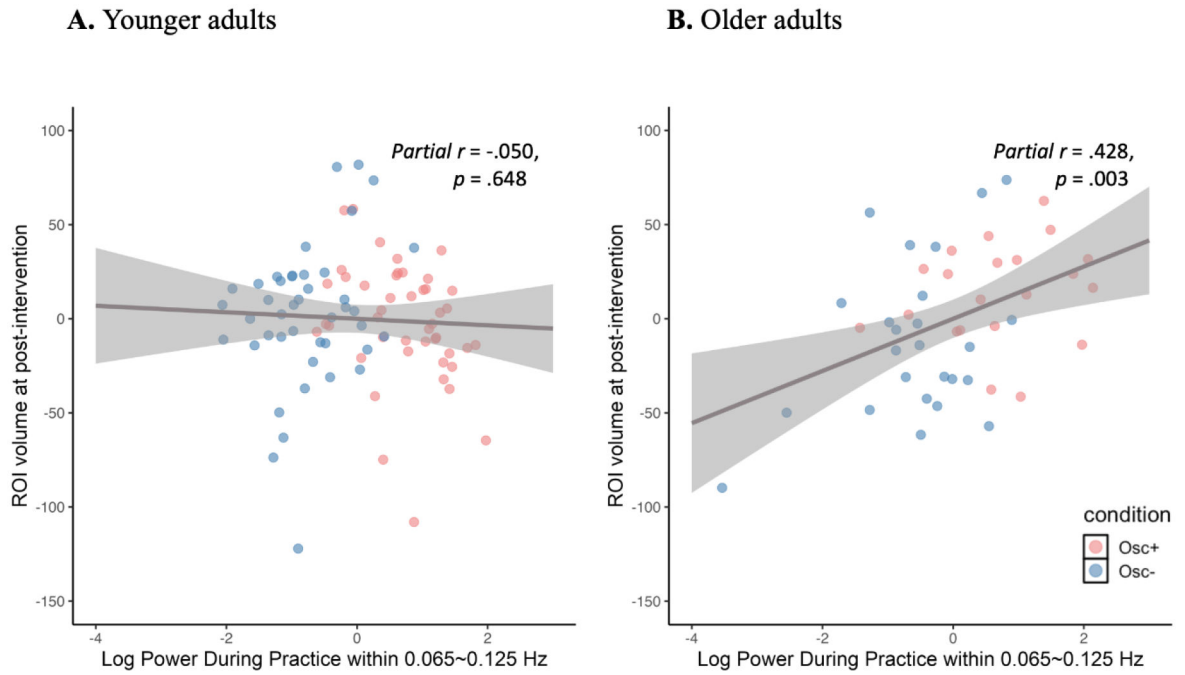 A. Younger adults
100
50
0
-50
-100
-150
-4
-2
0
2
ROI volume at post-intervention
Log Power During Practice within 0.065~0.125 Hz
Partial r = -.050,
p = .648
B. Older adults
100
50
0
-50
-100
-150
-4
-2
0
2
ROI volume at post-intervention
Log Power During Practice within 0.065~0.125 Hz
Partial r = .428,
p = .003
condition
Osc+
Osc-